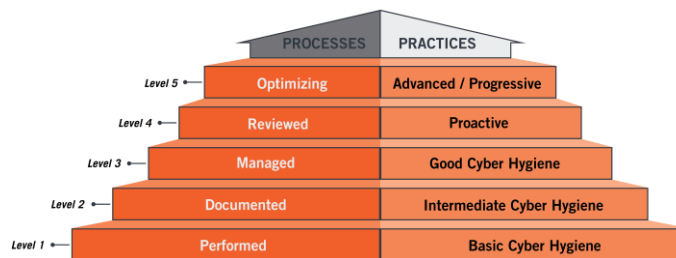 PROCESSES PRACTICES
Level 5 Optimizing Advanced / Progressive
Level 4 Reviewed Proactive
Level 3 Managed Good Cyber Hygiene
Level 2 Documented Intermediate Cyber Hygiene
Level 1 Performed Basic Cyber Hygiene